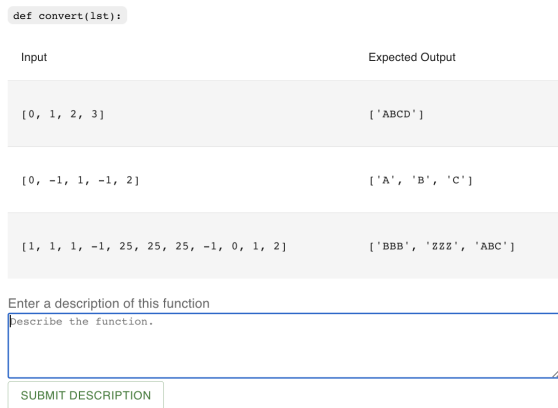 def convert(lst):
Input Expected Output
[0, 1, 2, 3] ['ABCD']
[0, -1, 1, -1, 2] ['A', 'B', 'C']
[1, 1, 1, -1, 25, 25, 25, -1, 0, 1, 2] ['BBB', 'ZZZ', 'ABC']
Enter a description of this function
Describe the function.
SUBMIT DESCRIPTION